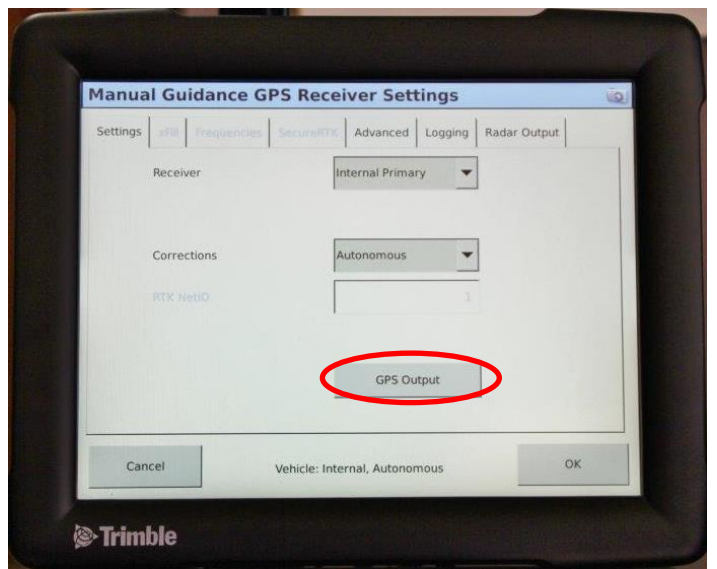 Manual Guidance GPS Receiver Settings
Settings xFill Frequencies SecureRTK Advanced Logging Radar Output
Receiver Internal Primary
Corrections Autonomous
RTK NetID 1
GPS Output
Cancel Vehicle: Internal, Autonomous OK
Trimble